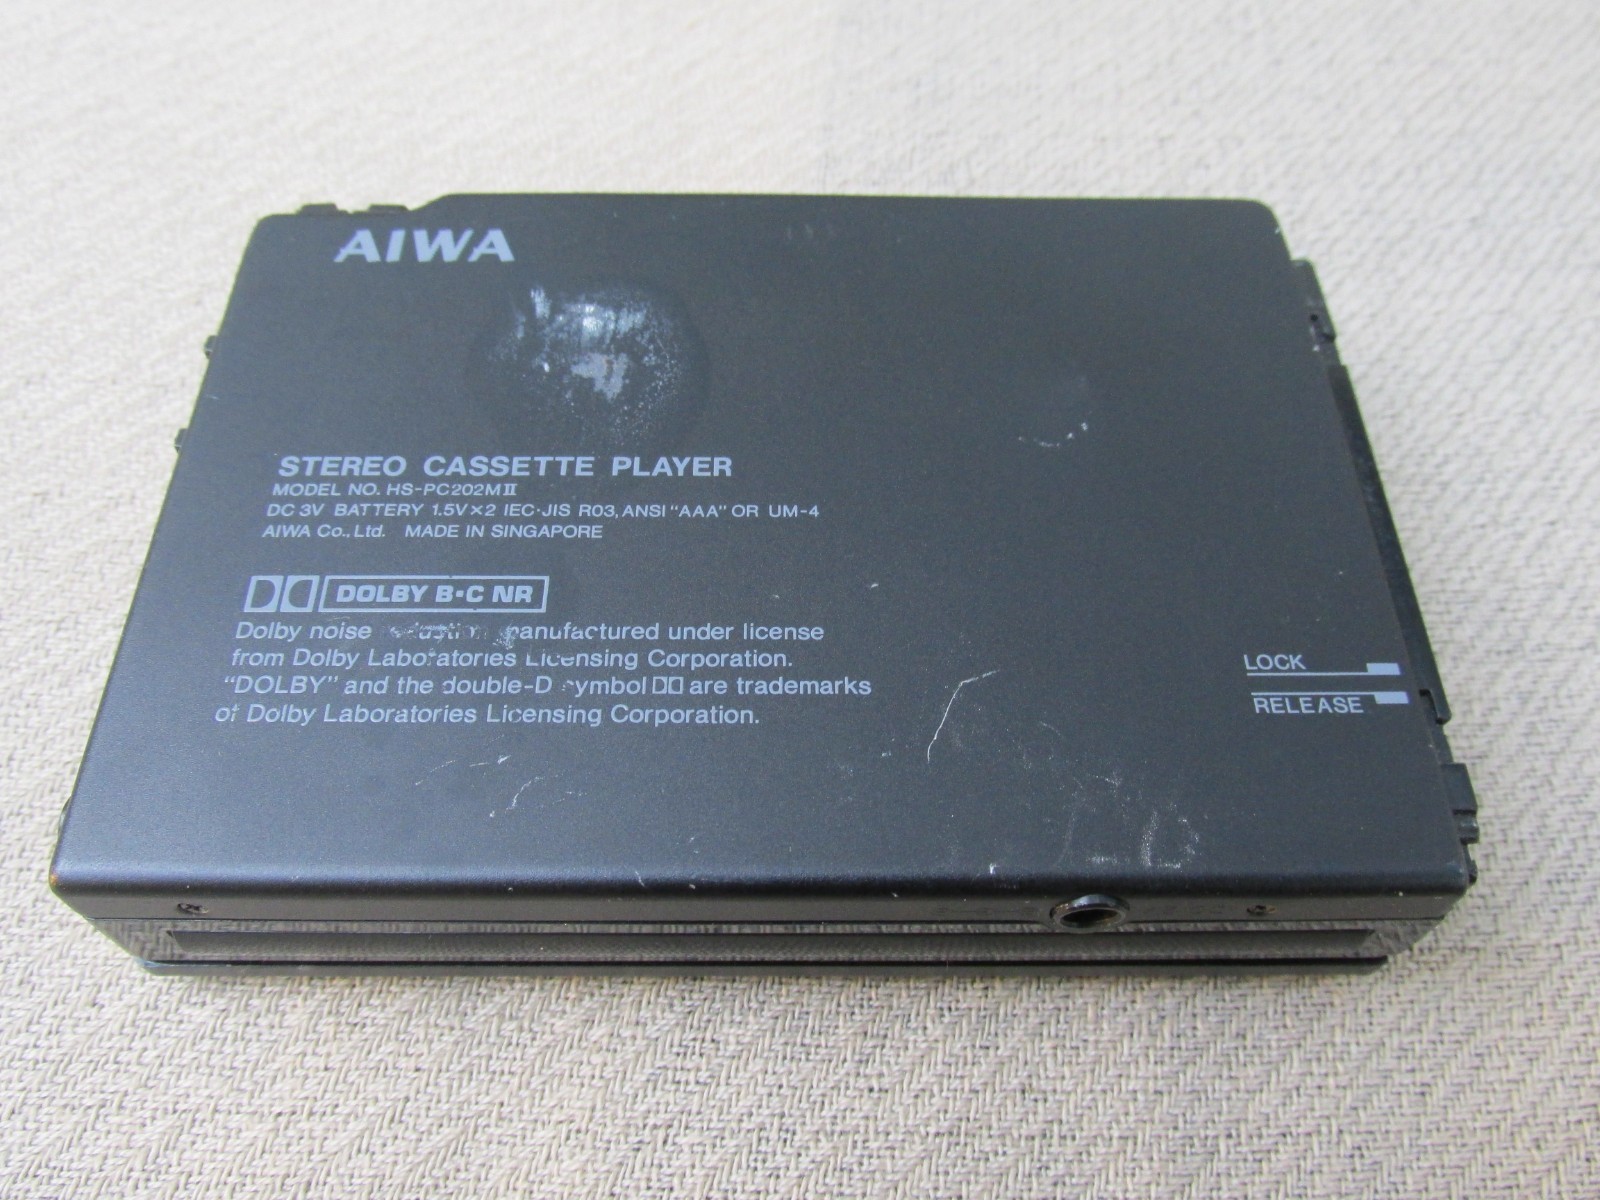 AIWA
STEREO CASSETTE PLAYER
MODEL NO. HS-PC202MⅡ
DC 3V BATTERY 1.5V×2 IEC·JIS R03, ANSI "AAA" OR UM-4
AIWA Co., Ltd. MADE IN SINGAPORE
DOLBY B·C NR
Dolby noise reduction manufactured under license
from Dolby Laboratories Licensing Corporation.
"DOLBY" and the double-D symbol are trademarks
of Dolby Laboratories Licensing Corporation.
LOCK
RELEASE